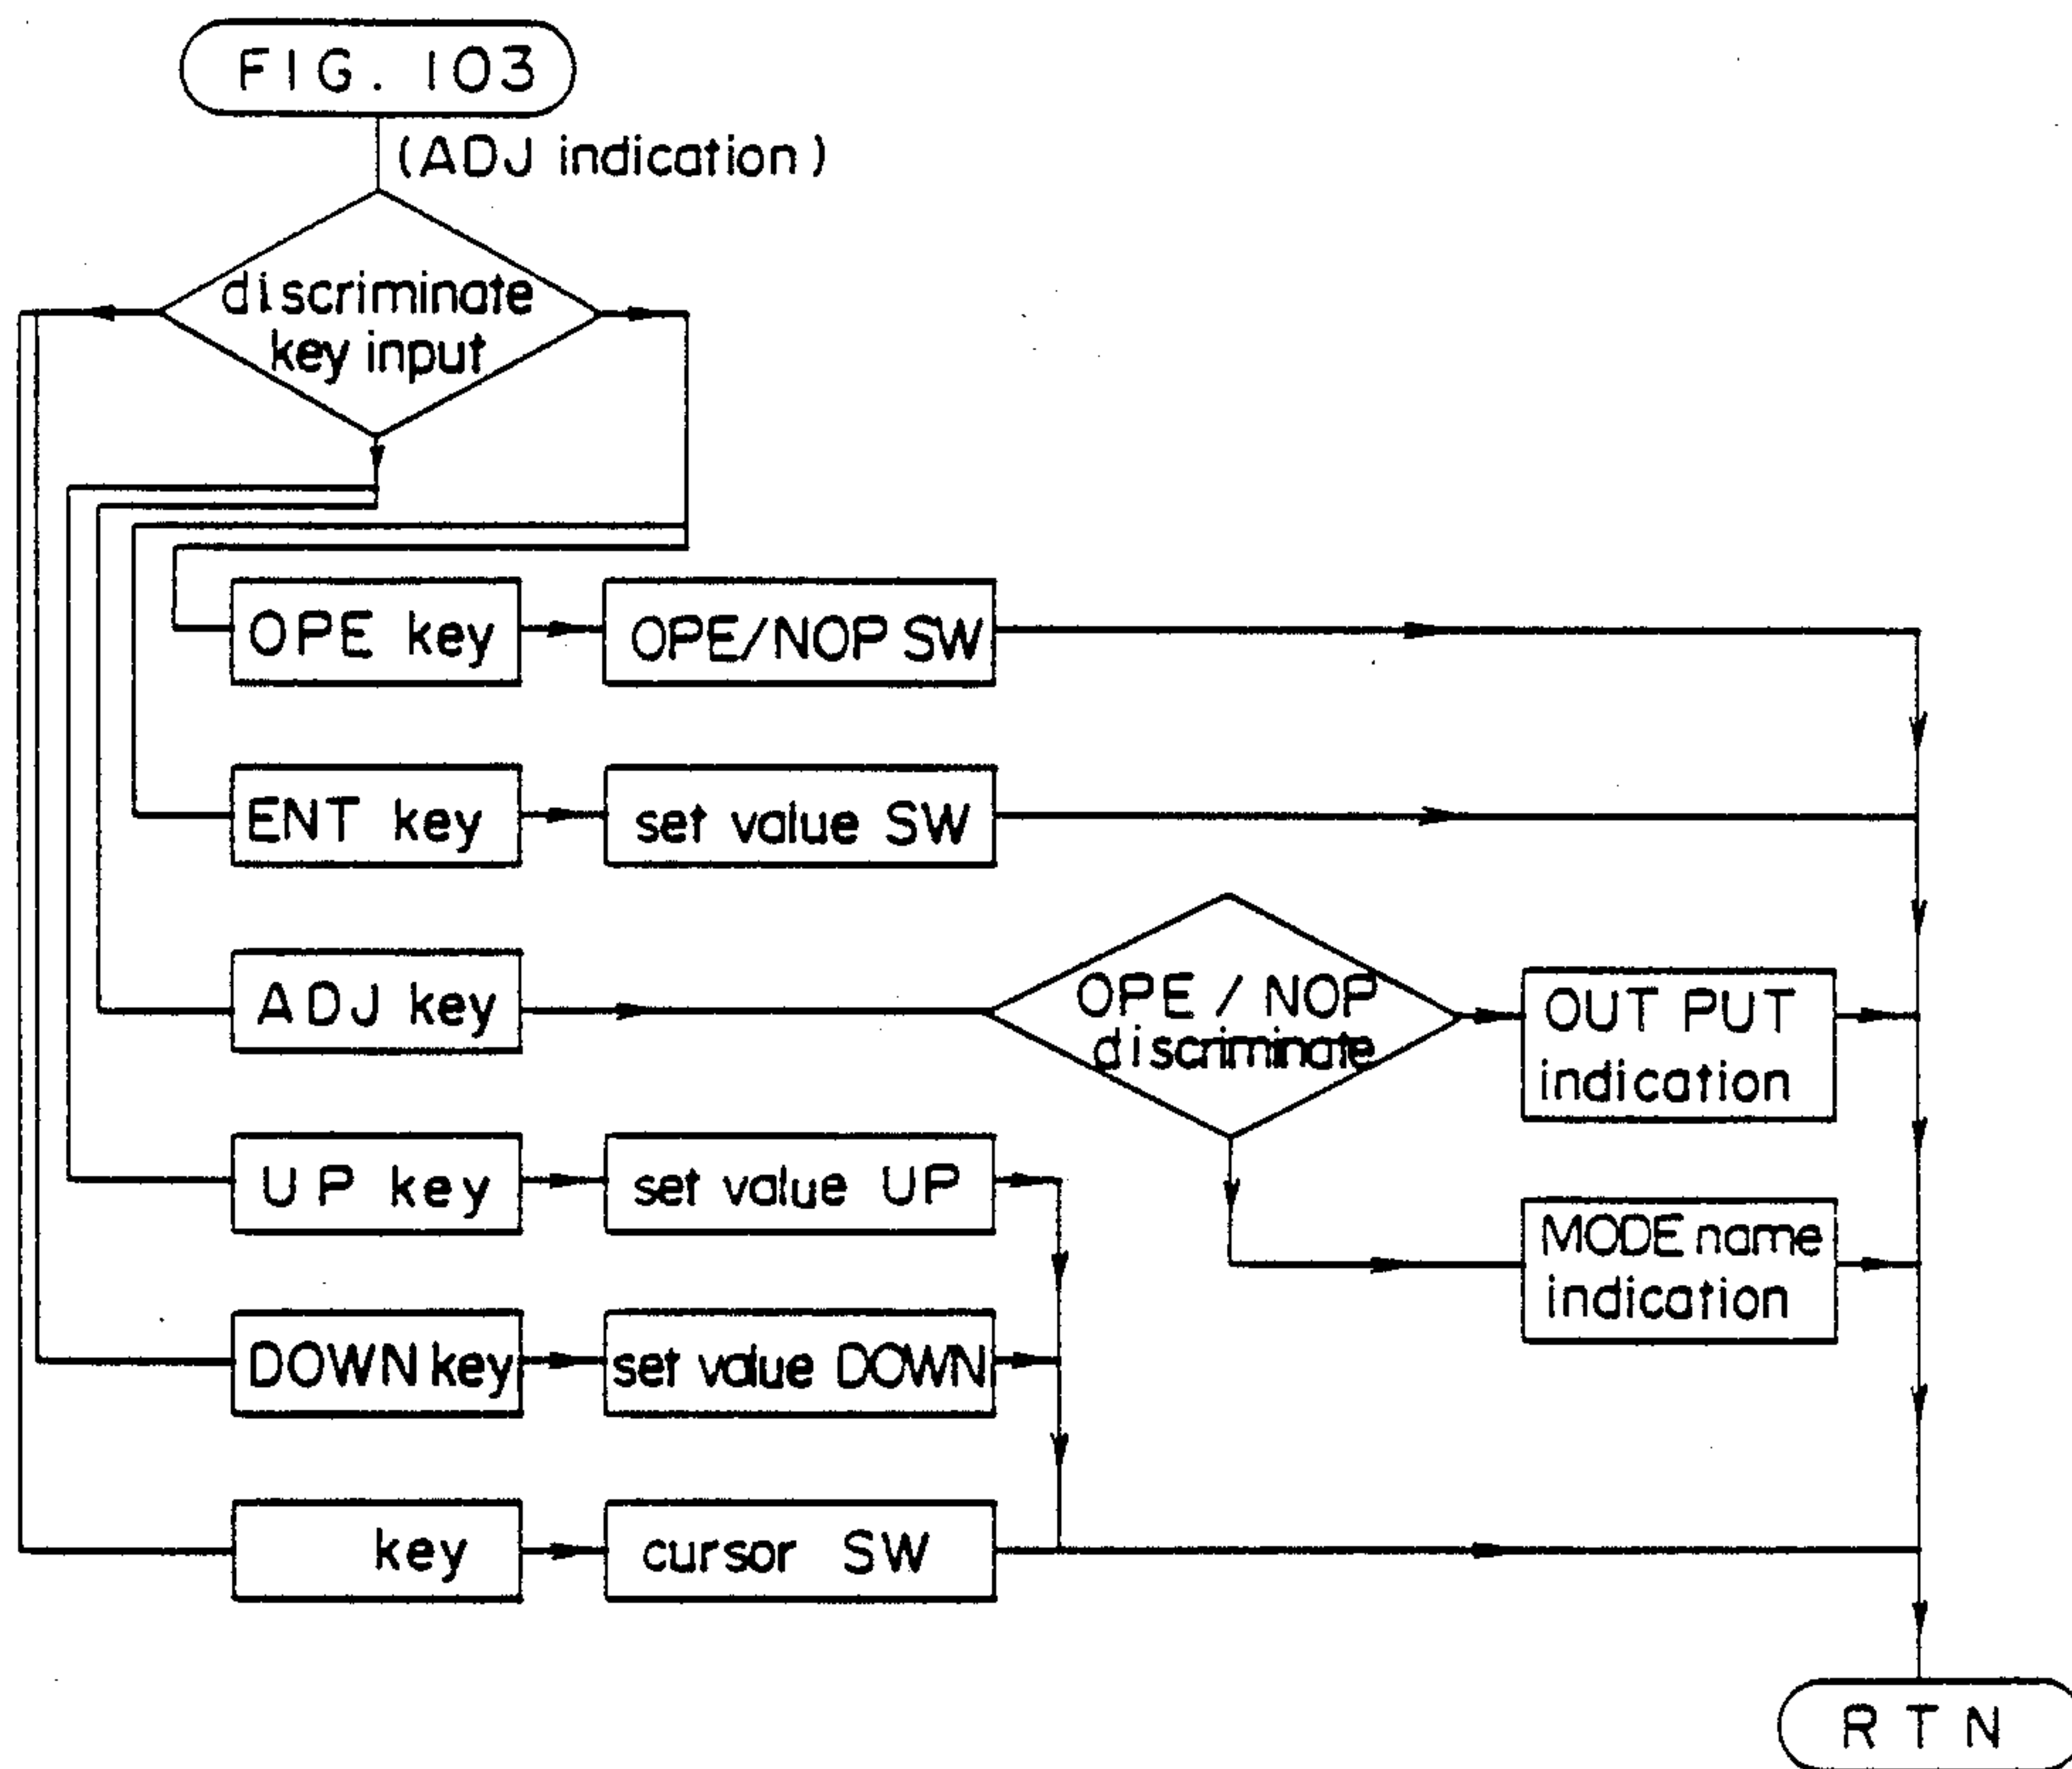 FIG. 103
(ADJ indication)
discriminate
key input
OPE key
OPE/NOP SW
ENT key
set value SW
ADJ key
OPE / NOP
discriminate
OUT PUT
indication
UP key
set value UP
MODE name
indication
DOWN key
set value DOWN
key
cursor SW
RTN